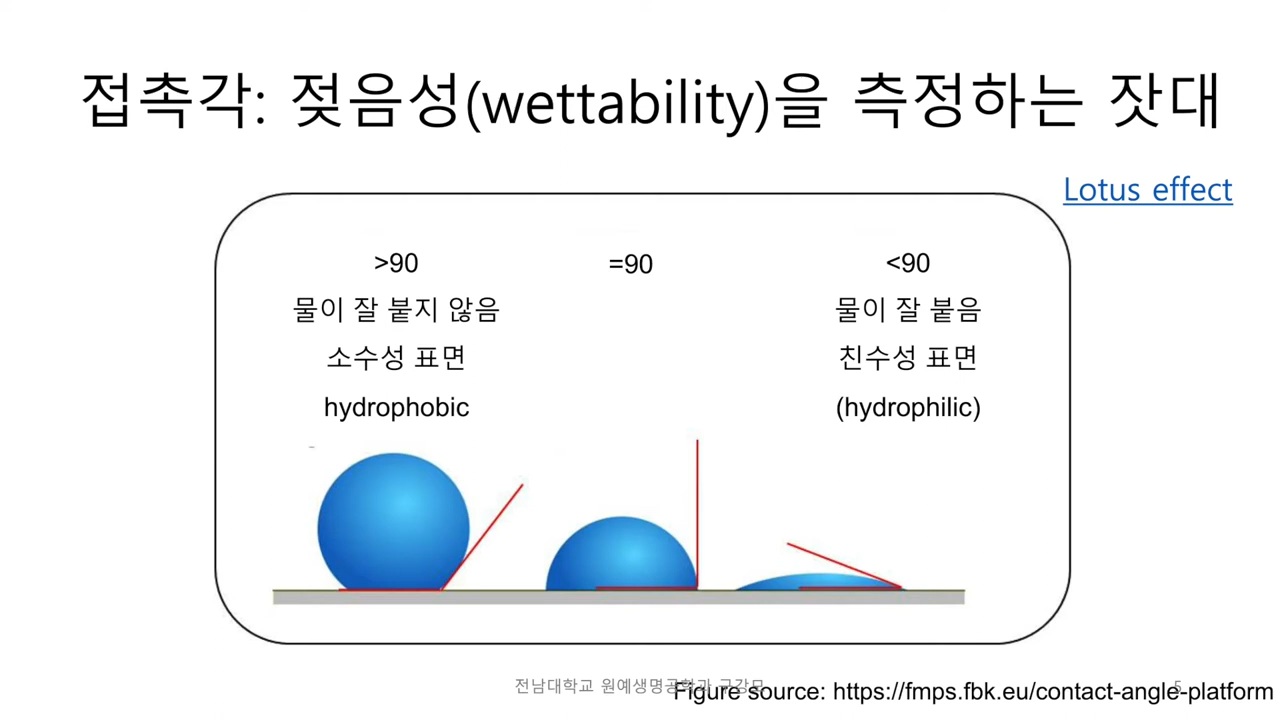 접촉각: 젖음성(wettability)을 측정하는 잣대
Lotus effect
>90
물이 잘 붙지 않음
소수성 표면
hydrophobic
=90
<90
물이 잘 붙음
친수성 표면
(hydrophilic)
전남대학교 원예생명공학과 구강모
Figure source: https://fmps.fbk.eu/contact-angle-platform
5